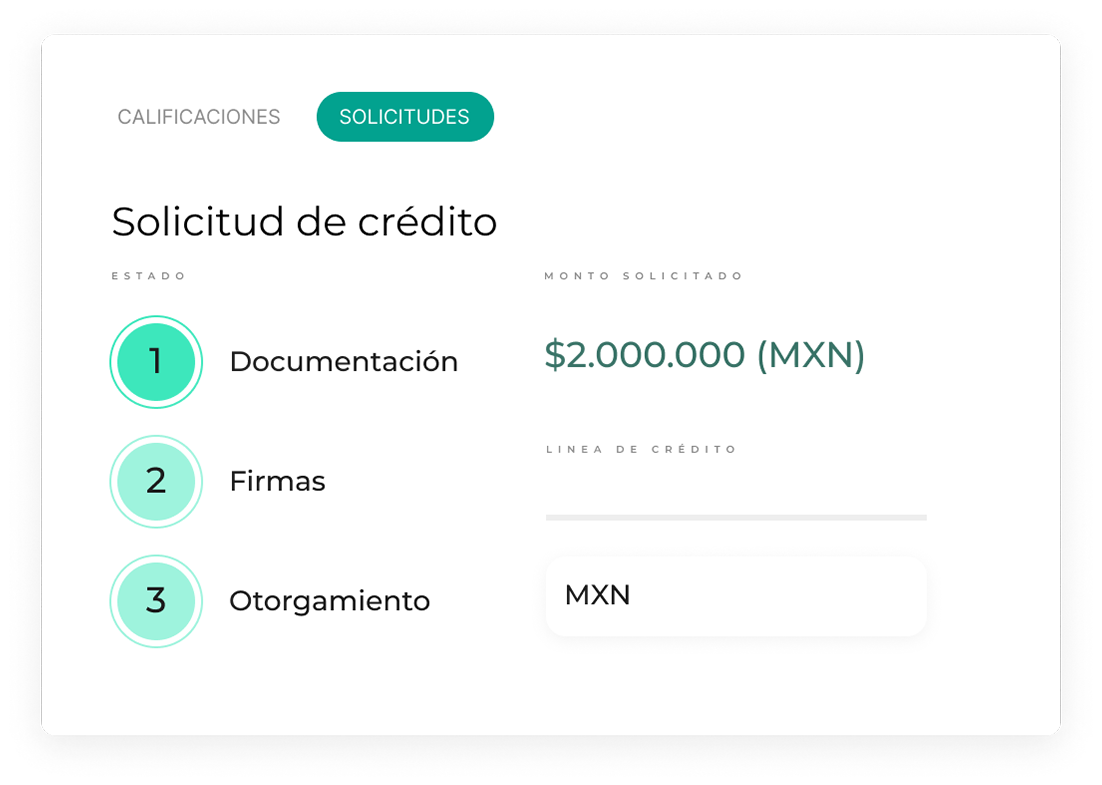 CALIFICACIONES SOLICITUDES
Solicitud de crédito
ESTADO
1 Documentación
2 Firmas
3 Otorgamiento
MONTO SOLICITADO
$2.000.000 (MXN)
LINEA DE CRÉDITO
MXN